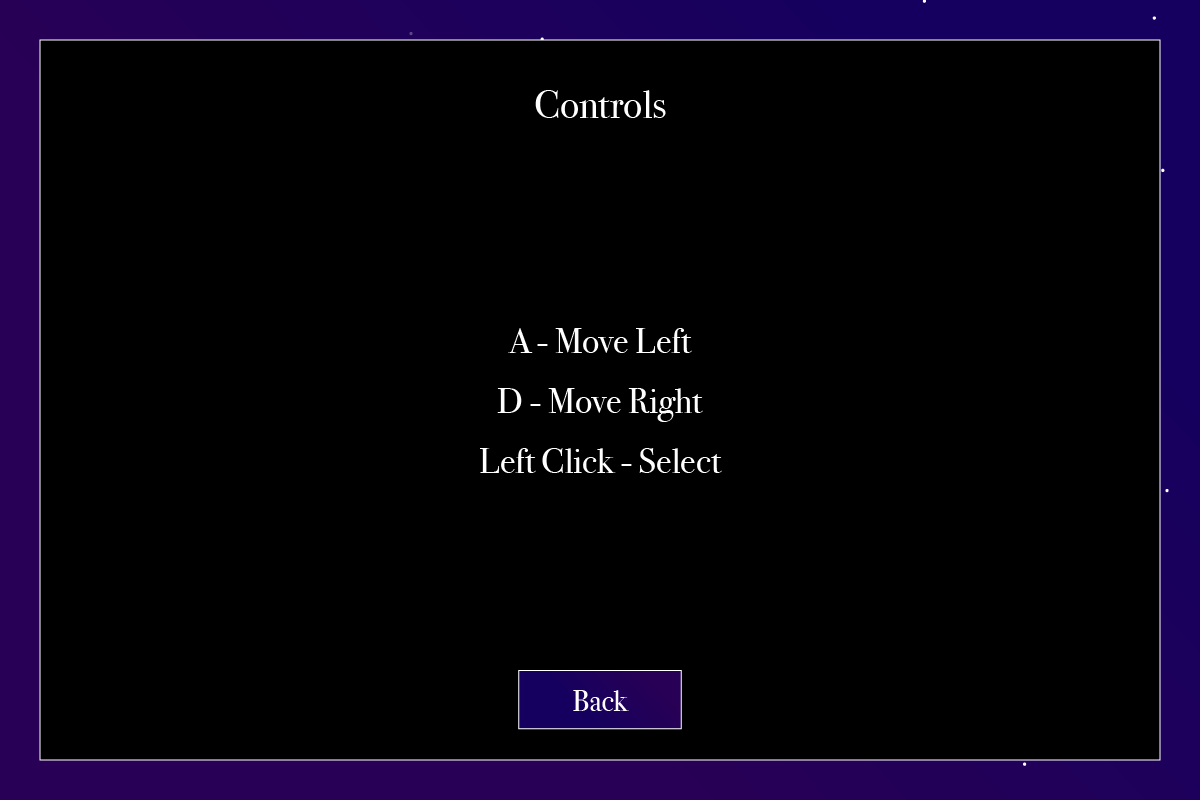 Controls
A - Move Left
D - Move Right
Left Click - Select
Back